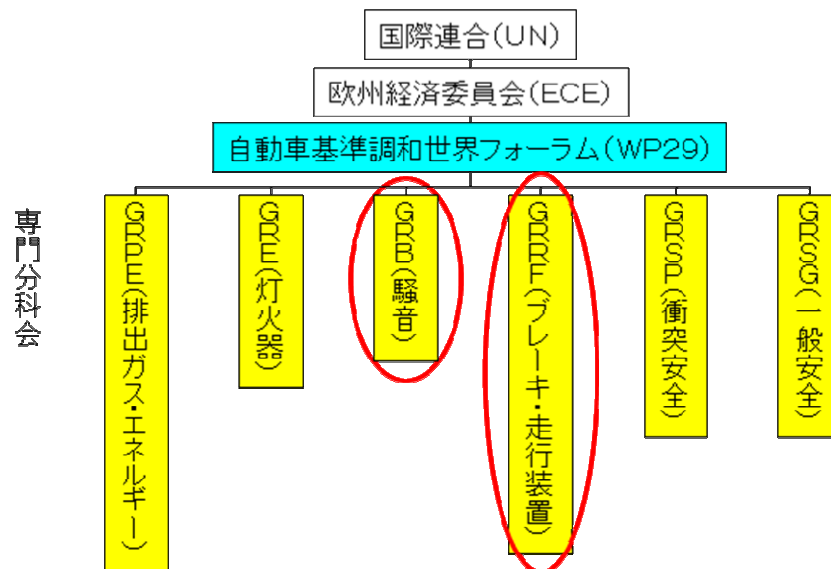 国際連合(UN)
欧州経済委員会(ECE)
自動車基準調和世界フォーラム(WP29)
専門分科会
GRPE(排出ガス・エネルギー)
GRE(灯火器)
GRB(騒音)
GRRF(ブレーキ・走行装置)
GRSP(衝突安全)
GRSG(一般安全)